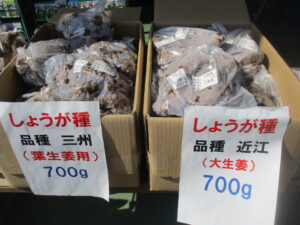 しょうが種
品種 三州
(葉生姜用)
700g
しょうが種
品種 近江
(大生姜)
700g